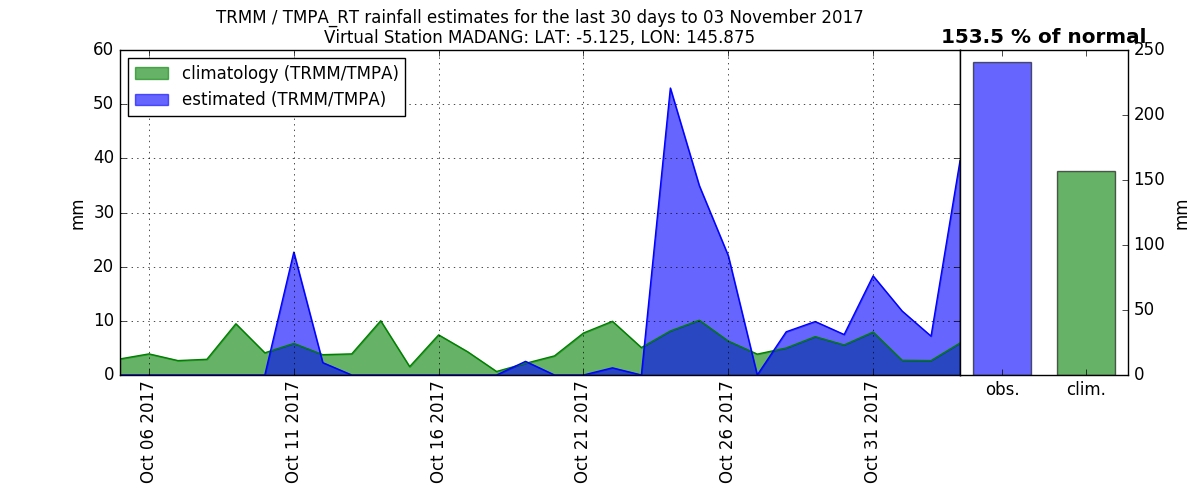 TRMM / TMPA_RT rainfall estimates for the last 30 days to 03 November 2017
Virtual Station MADANG: LAT: -5.125, LON: 145.875
153.5 % of normal
climatology (TRMM/TMPA)
estimated (TRMM/TMPA)
60
50
40
30
20
10
0
mm
Oct 06 2017
Oct 11 2017
Oct 16 2017
Oct 21 2017
Oct 26 2017
Oct 31 2017
250
200
150
100
50
0
mm
obs.
clim.